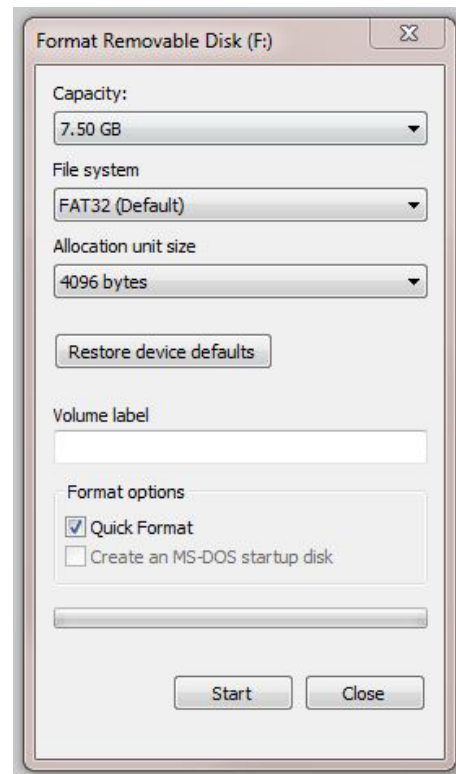 Format Removable Disk (F:)
Capacity:
7.50 GB
File system
FAT32 (Default)
Allocation unit size
4096 bytes
Restore device defaults
Volume label
Format options
Quick Format
Create an MS-DOS startup disk
Start Close